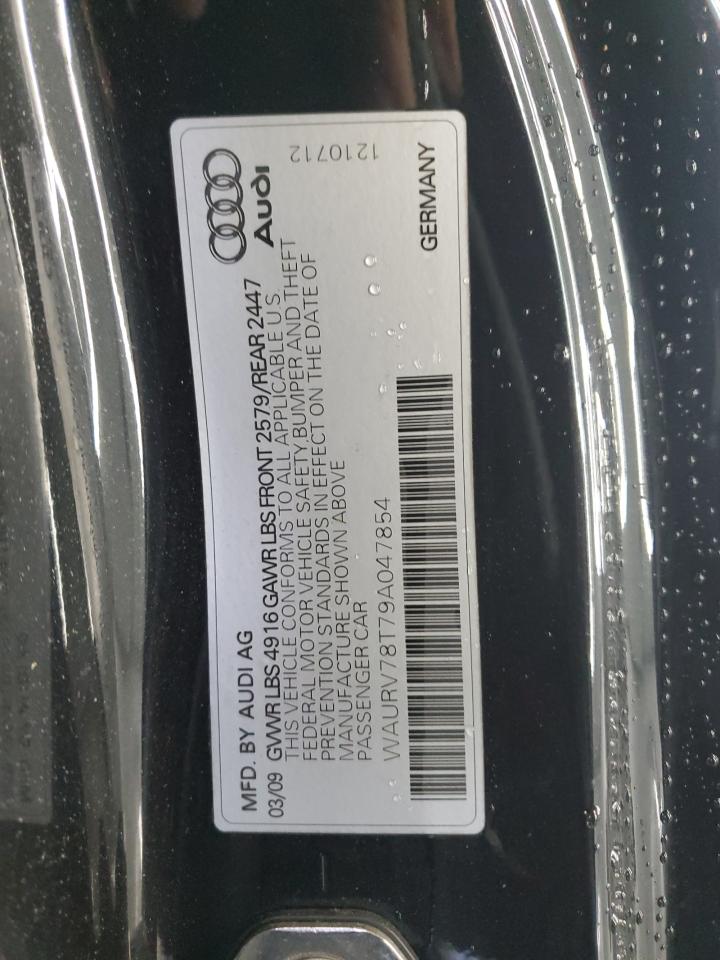 MFD. BY AUDI AG
Audi
03/09 GVWR LBS 4916 GAWR LBS FRONT 2579/REAR 2447
THIS VEHICLE CONFORMS TO ALL APPLICABLE U.S.
FEDERAL MOTOR VEHICLE SAFETY, BUMPER AND THEFT
PREVENTION STANDARDS IN EFFECT ON THE DATE OF
MANUFACTURE SHOWN ABOVE
PASSENGER CAR
WAURV78T79A047854
GERMANY
1210712